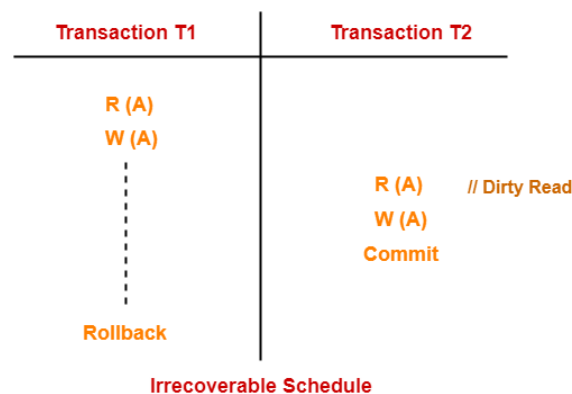 Transaction T1 Transaction T2
R (A)
W (A)
R (A) // Dirty Read
W (A)
Commit
Rollback
Irrecoverable Schedule